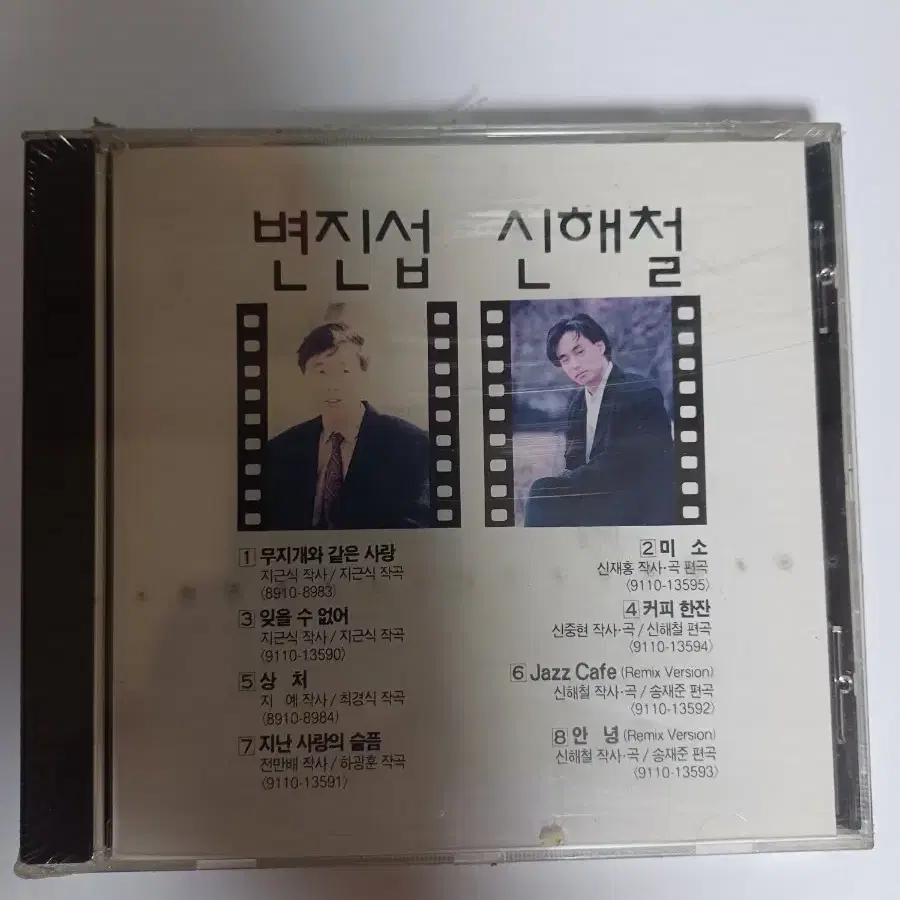 변진섭 신해철
1 무지개와 같은 사랑
지근식 작사 / 지근식 작곡
〈8910-8983〉
2 미 소
신재홍 작사·곡 편곡
〈9110-13595〉
3 잊을 수 없어
지근식 작사 / 지근식 작곡
〈9110-13590〉
4 커피 한잔
신중현 작사·곡 / 신해철 편곡
〈9110-13594〉
5 상 처
지 예 작사 / 최경식 작곡
〈8910-8984〉
6 Jazz Cafe (Remix Version)
신해철 작사·곡 / 송재준 편곡
〈9110-13592〉
7 지난 사랑의 슬픔
전만배 작사 / 하광훈 작곡
〈9110-13591〉
8 안 녕 (Remix Version)
신해철 작사·곡 / 송재준 편곡
〈9110-13593〉